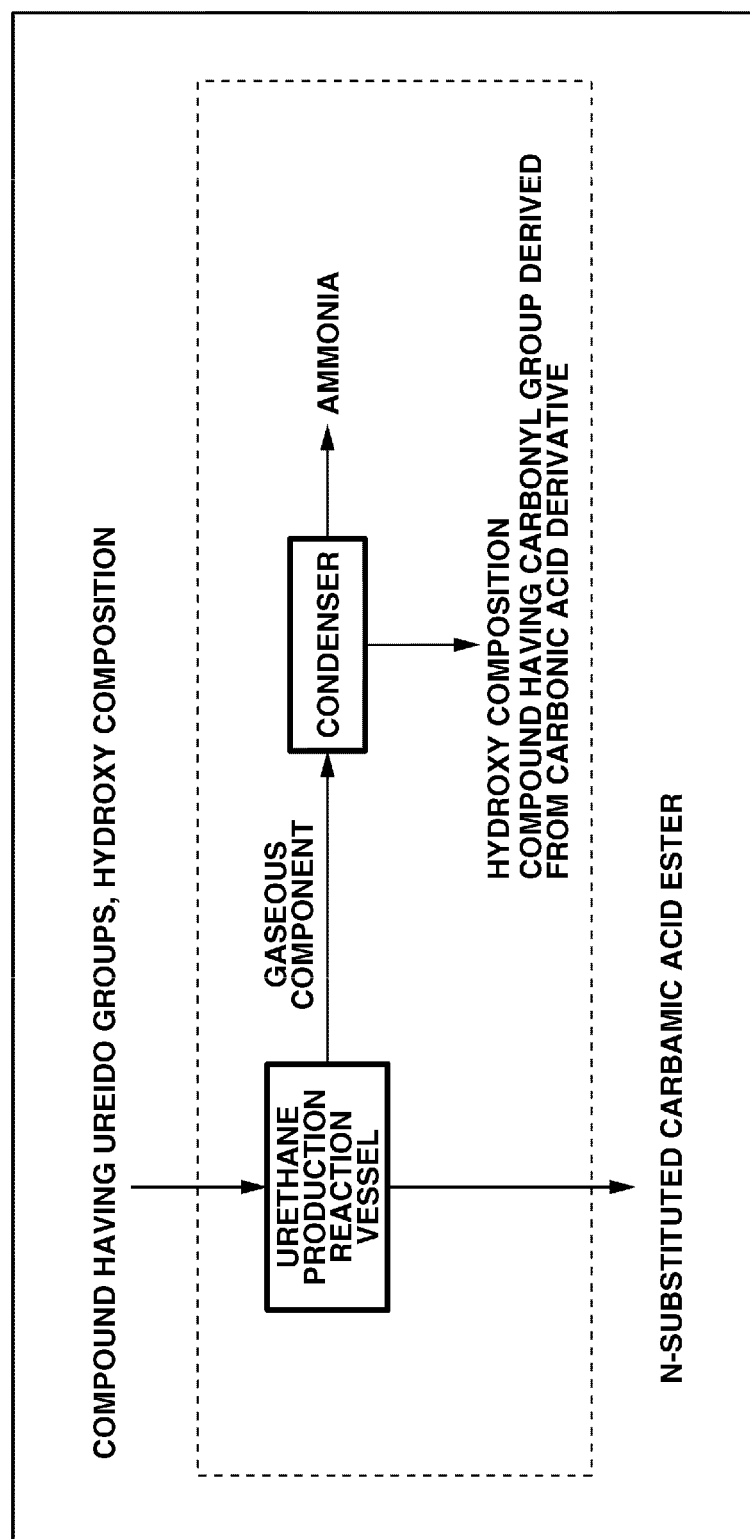 COMPOUND HAVING UREIDO GROUPS, HYDROXY COMPOSITION
URETHANE
PRODUCTION
REACTION
VESSEL
GASEOUS
COMPONENT
CONDENSER
AMMONIA
HYDROXY COMPOSITION
COMPOUND HAVING CARBONYL GROUP DERIVED
FROM CARBONIC ACID DERIVATIVE
N-SUBSTITUTED CARBAMIC ACID ESTER